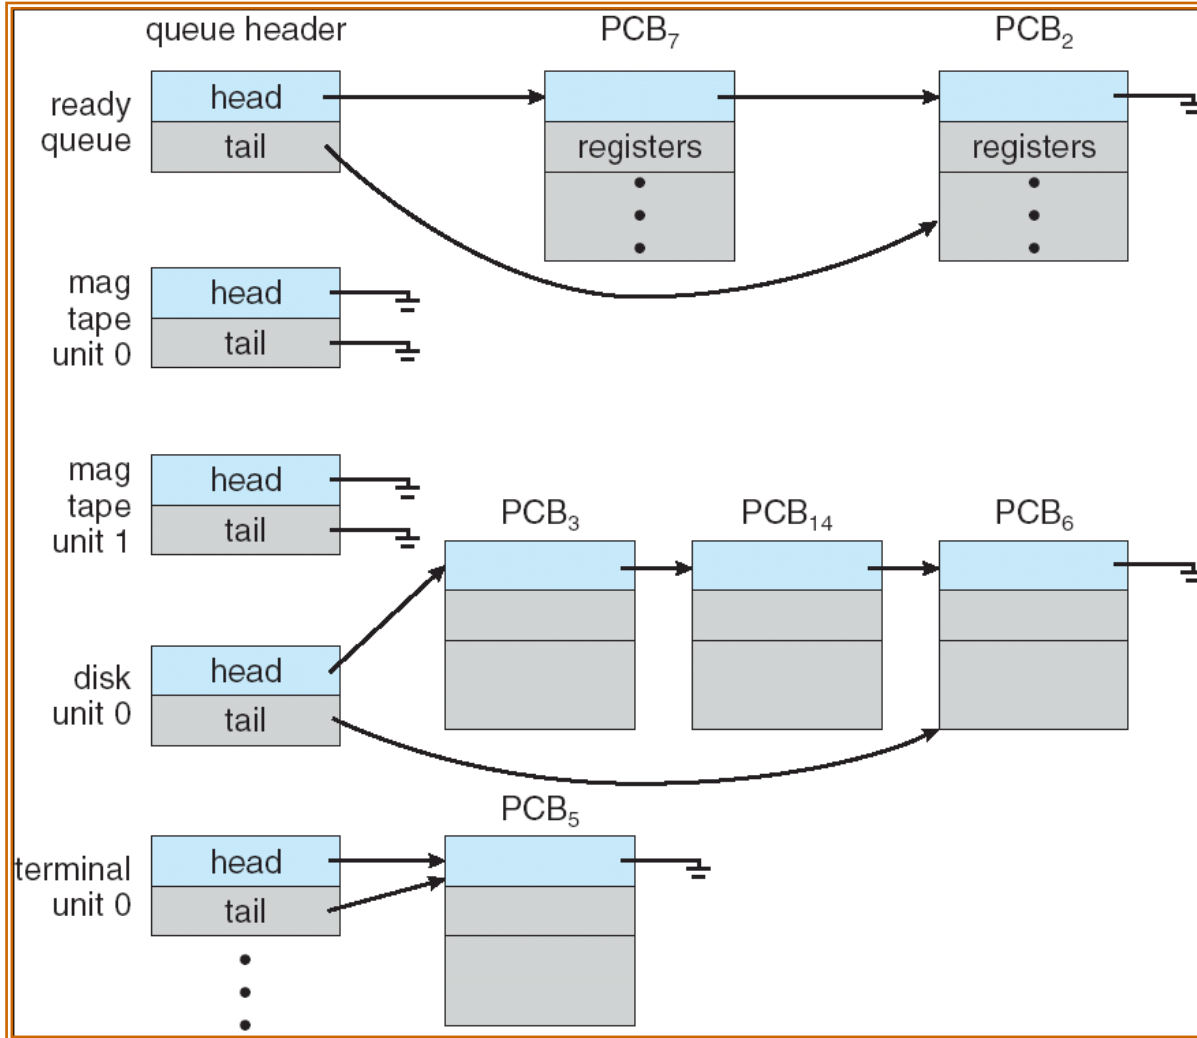 queue header
PCB7
PCB2
ready
queue
head
tail
registers
registers
mag
tape
unit 0
head
tail
mag
tape
unit 1
head
tail
PCB3
PCB14
PCB6
disk
unit 0
head
tail
PCB5
terminal
unit 0
head
tail